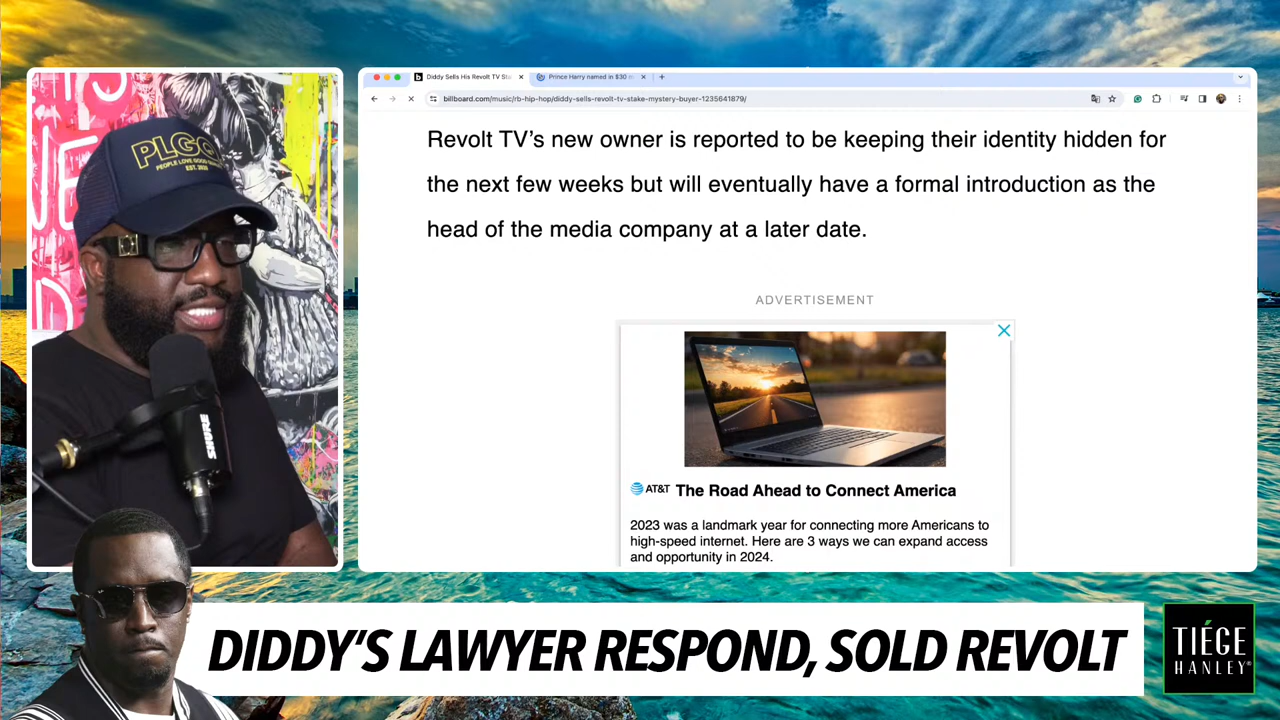 Diddy Sells His Revolt TV Sta
Prince Harry named in $30
billboard.com/music/rb-hip-hop/diddy-sells-revolt-tv-stake-mystery-buyer-1235641879/
Revolt TV's new owner is reported to be keeping their identity hidden for
the next few weeks but will eventually have a formal introduction as the
head of the media company at a later date.
ADVERTISEMENT
AT&T The Road Ahead to Connect America
2023 was a landmark year for connecting more Americans to
high-speed internet. Here are 3 ways we can expand access
and opportunity in 2024.
PEOPLE LOVE GOOD
EST. 2020
SHURE
DIDDY'S LAWYER RESPOND, SOLD REVOLT
TIÉGE
HANLEY®